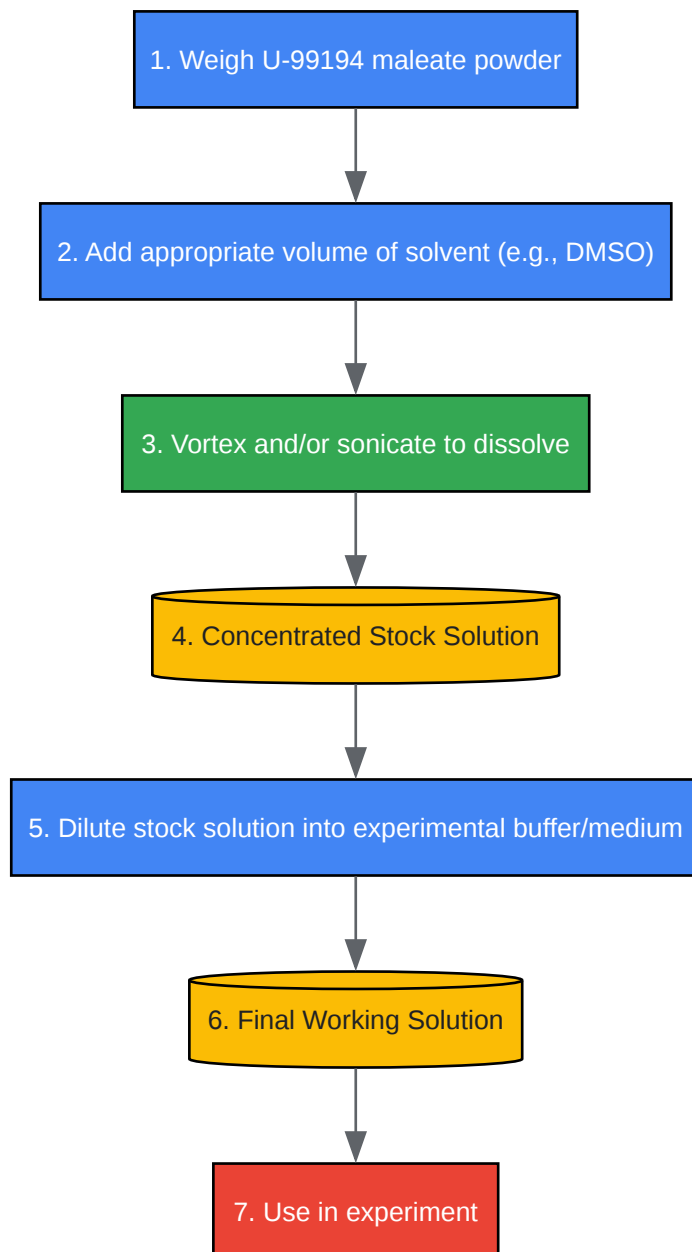 1. Weigh U-99194 maleate powder
2. Add appropriate volume of solvent (e.g., DMSO)
3. Vortex and/or sonicate to dissolve
4. Concentrated Stock Solution
5. Dilute stock solution into experimental buffer/medium
6. Final Working Solution
7. Use in experiment